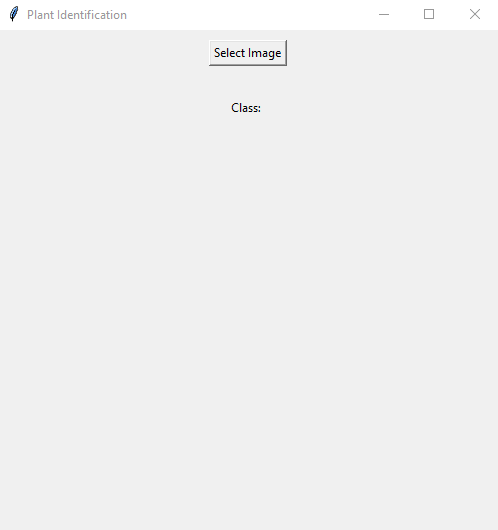 Plant Identification
Select Image
Class: